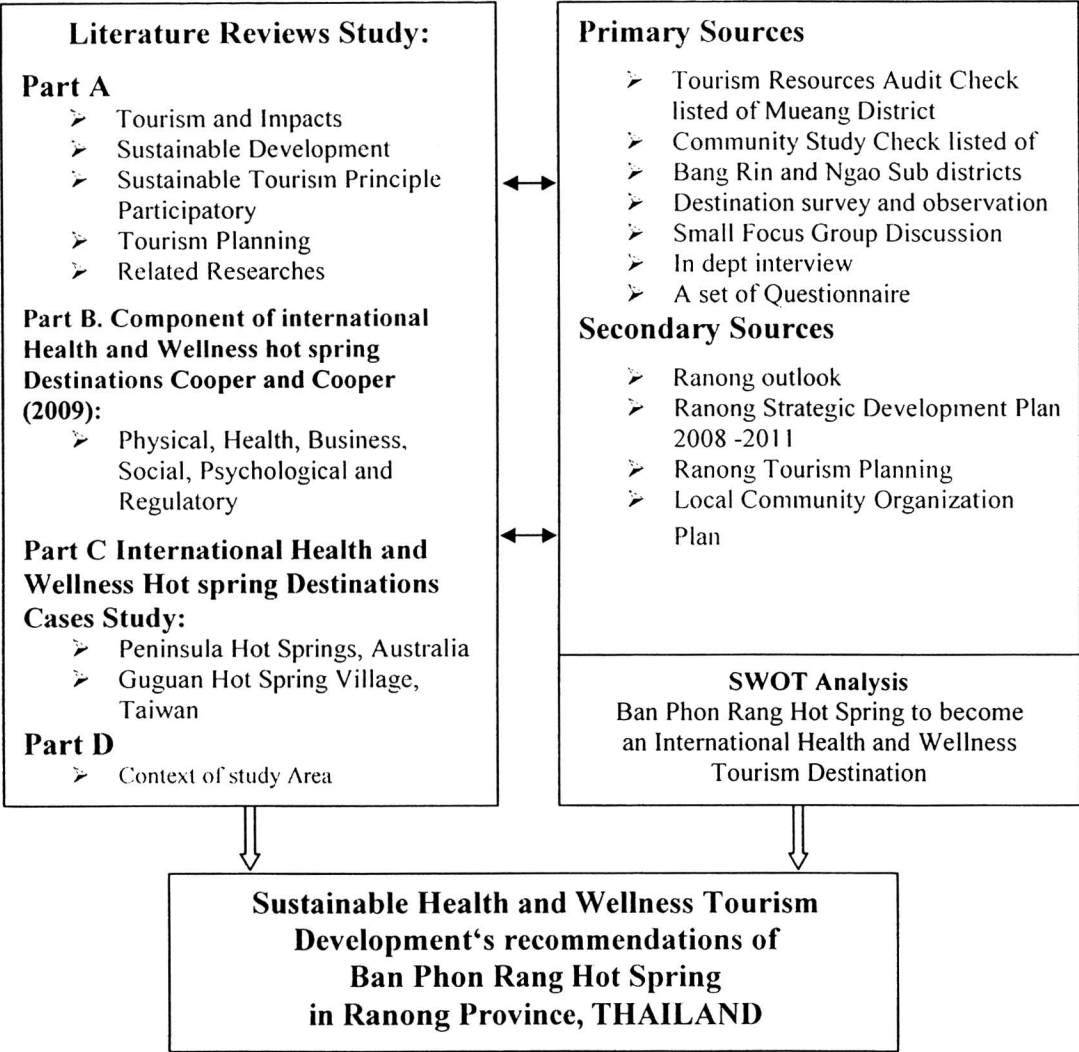 Literature Reviews Study:
Part A
➢ Tourism and Impacts
➢ Sustainable Development
➢ Sustainable Tourism Principle
Participatory
➢ Tourism Planning
➢ Related Researches
Part B. Component of international
Health and Wellness hot spring
Destinations Cooper and Cooper
(2009):
➢ Physical, Health, Business,
Social, Psychological and
Regulatory
Part C International Health and
Wellness Hot spring Destinations
Cases Study:
➢ Peninsula Hot Springs, Australia
➢ Guguan Hot Spring Village,
Taiwan
Part D
➢ Context of study Area
Primary Sources
➢ Tourism Resources Audit Check
listed of Mueang District
➢ Community Study Check listed of
➢ Bang Rin and Ngao Sub districts
➢ Destination survey and observation
➢ Small Focus Group Discussion
➢ In dept interview
➢ A set of Questionnaire
Secondary Sources
➢ Ranong outlook
➢ Ranong Strategic Development Plan
2008 -2011
➢ Ranong Tourism Planning
➢ Local Community Organization
Plan
SWOT Analysis
Ban Phon Rang Hot Spring to become
an International Health and Wellness
Tourism Destination
Sustainable Health and Wellness Tourism
Development‘s recommendations of
Ban Phon Rang Hot Spring
in Ranong Province, THAILAND